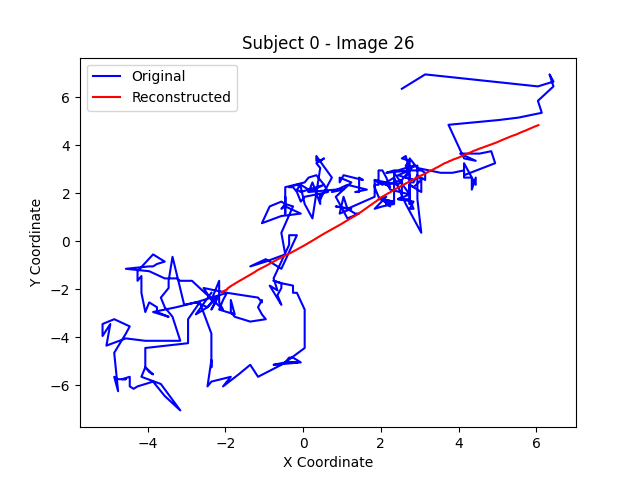 Subject 0 - Image 26
Original
Reconstructed
Y Coordinate
6
4
2
0
−2
−4
−6
−4 −2 0 2 4 6
X Coordinate